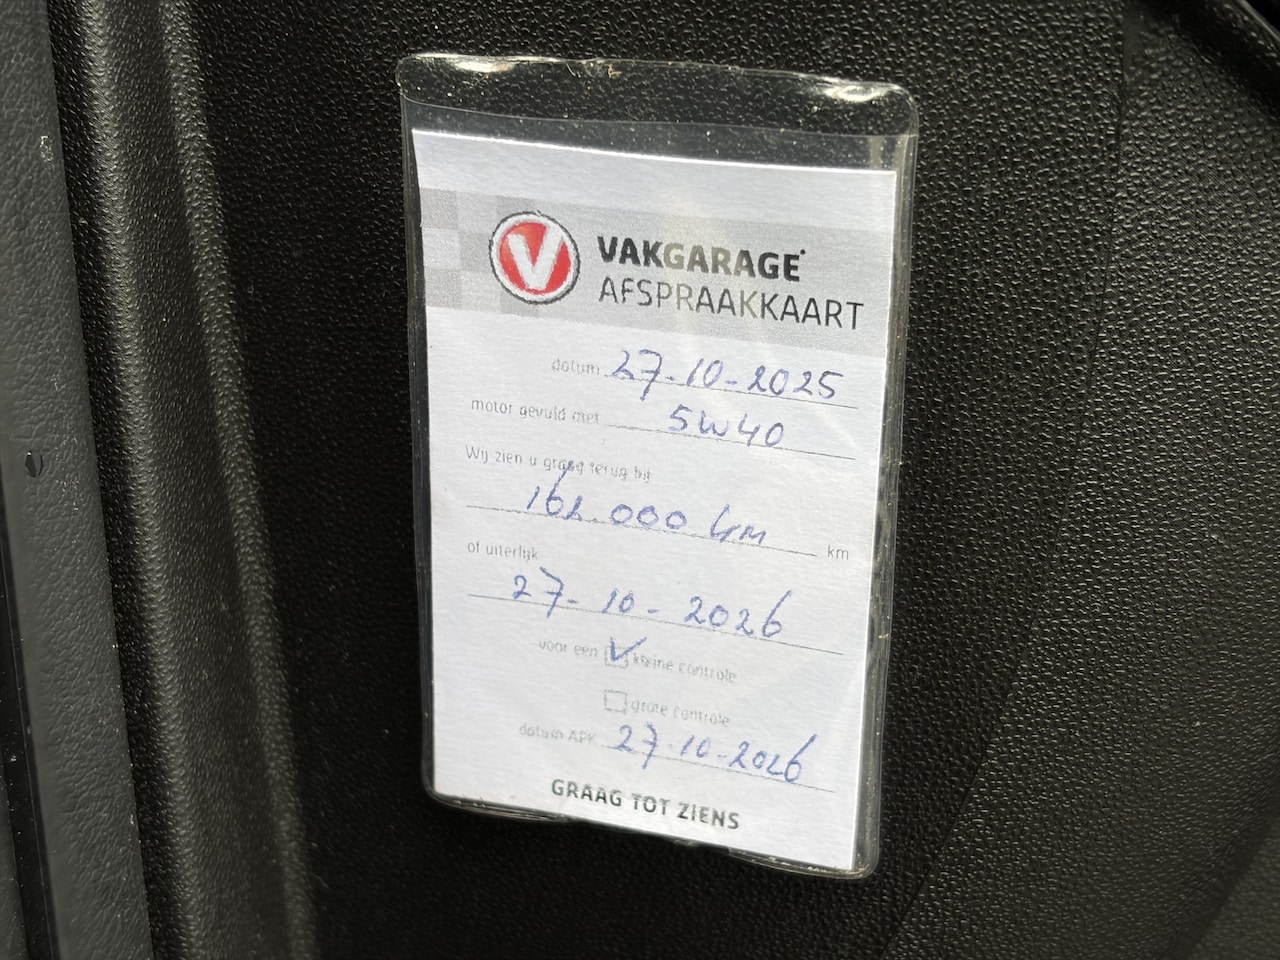 V
VAKGARAGE
AFSPRAAKKAART
datum 27-10-2025
motor gevuld met 5W40
Wij zien u graag terug bij
162.000 km km
of uiterlijk
27-10-2026
voor een kleine controle
grote controle
datum APK 27-10-2026
GRAAG TOT ZIENS